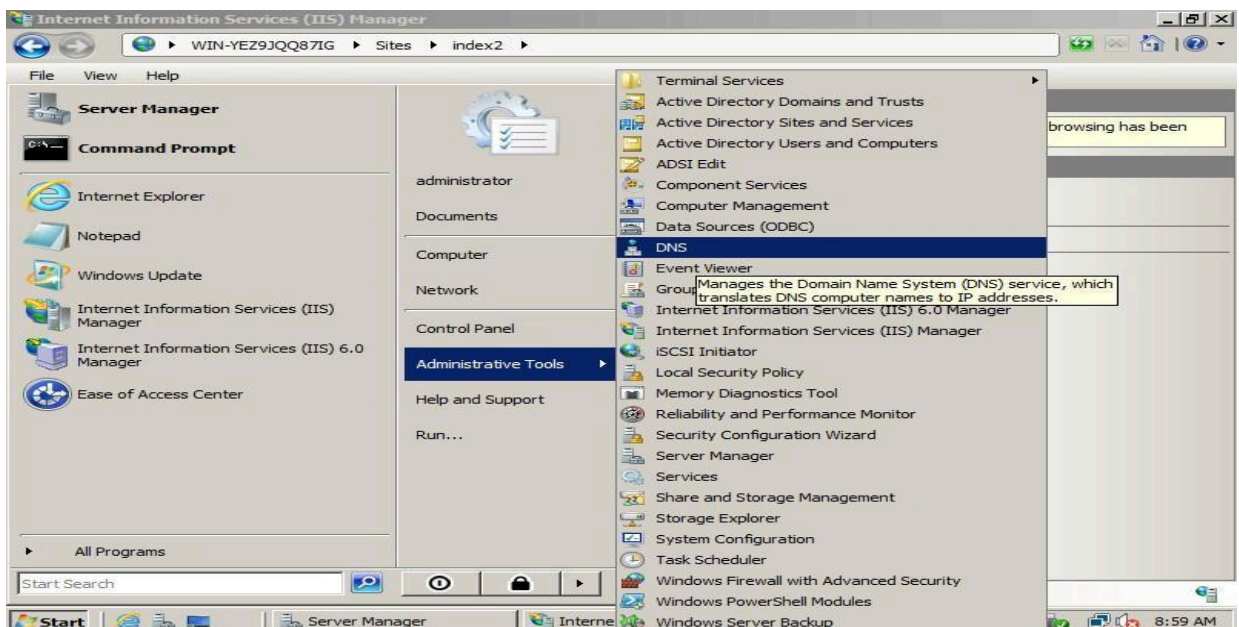 Internet Information Services (IIS) Manager
WIN-YEZ9JQQ87IG ▸ Sites ▸ index2 ▸
File View Help
Server Manager
Command Prompt
Internet Explorer
Notepad
Windows Update
Internet Information Services (IIS)
Manager
Internet Information Services (IIS) 6.0
Manager
Ease of Access Center
All Programs
Start Search
administrator
Documents
Computer
Network
Control Panel
Administrative Tools
Help and Support
Run...
Terminal Services
Active Directory Domains and Trusts
Active Directory Sites and Services
Active Directory Users and Computers
ADSI Edit
Component Services
Computer Management
Data Sources (ODBC)
DNS
Event Viewer
Group
Manages the Domain Name System (DNS) service, which
translates DNS computer names to IP addresses.
Internet Information Services (IIS) 6.0 Manager
Internet Information Services (IIS) Manager
iSCSI Initiator
Local Security Policy
Memory Diagnostics Tool
Reliability and Performance Monitor
Security Configuration Wizard
Server Manager
Services
Share and Storage Management
Storage Explorer
System Configuration
Task Scheduler
Windows Firewall with Advanced Security
Windows PowerShell Modules
Windows Server Backup
browsing has been
Start
Server Manager
Interne
8:59 AM